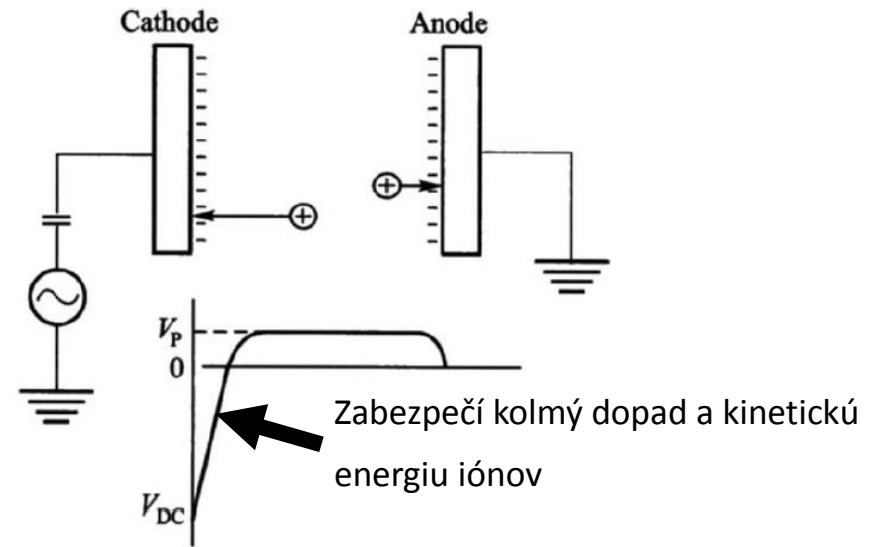 Cathode Anode
V_P
0
Zabezpečí kolmý dopad a kinetickú
energiu iónov
V_DC